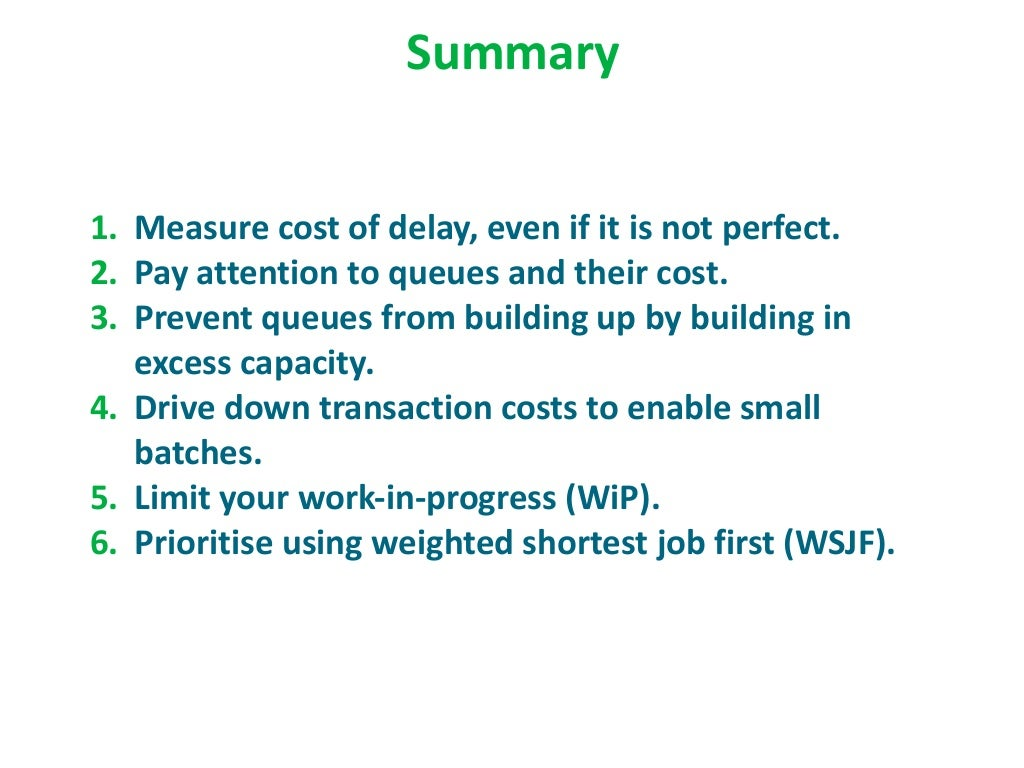 Summary
1. Measure cost of delay, even if it is not perfect.
2. Pay attention to queues and their cost.
3. Prevent queues from building up by building in
excess capacity.
4. Drive down transaction costs to enable small
batches.
5. Limit your work-in-progress (WiP).
6. Prioritise using weighted shortest job first (WSJF).